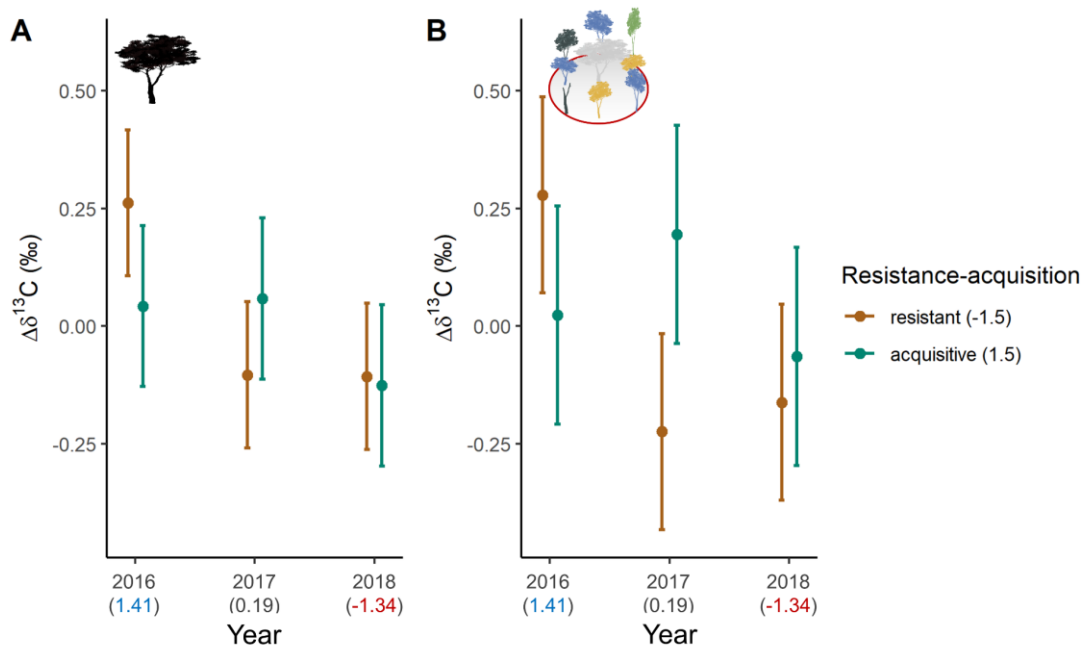 A
Δδ¹³C (‰)
0.50
0.25
0.00
-0.25
2016
(1.41)
2017
(0.19)
2018
(-1.34)
Year
B
Δδ¹³C (‰)
0.50
0.25
0.00
-0.25
2016
(1.41)
2017
(0.19)
2018
(-1.34)
Year
Resistance-acquisition
resistant (-1.5)
acquisitive (1.5)